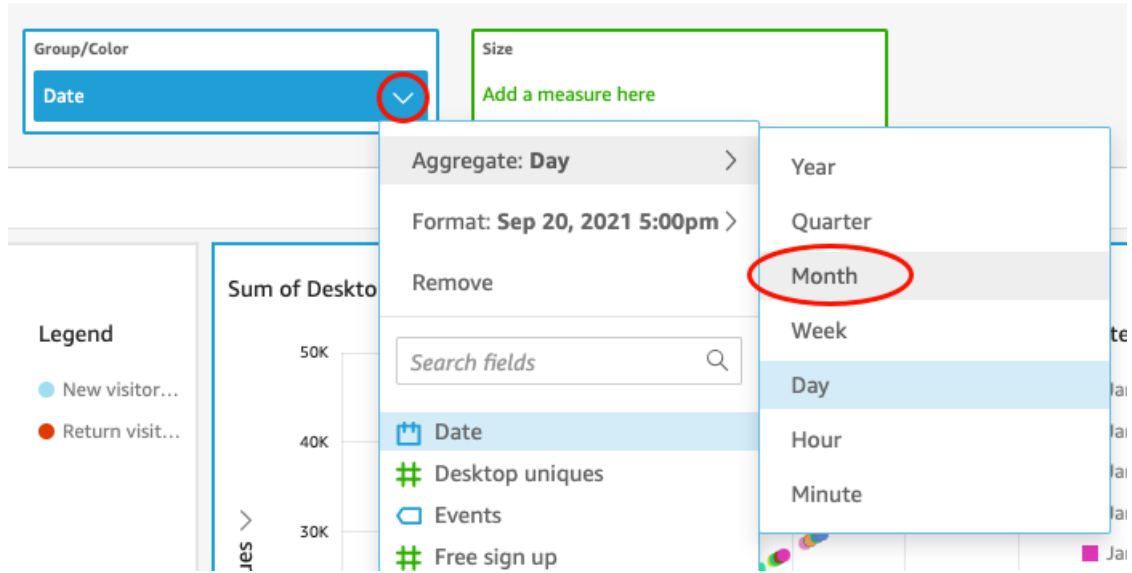 Group/Color
Date
Size
Add a measure here
Aggregate: Day
Format: Sep 20, 2021 5:00pm
Remove
Search fields
Date
Desktop uniques
Events
Free sign up
Year
Quarter
Month
Week
Day
Hour
Minute
Legend
New visitor...
Return visit...
Sum of Deskto
50K
40K
30K